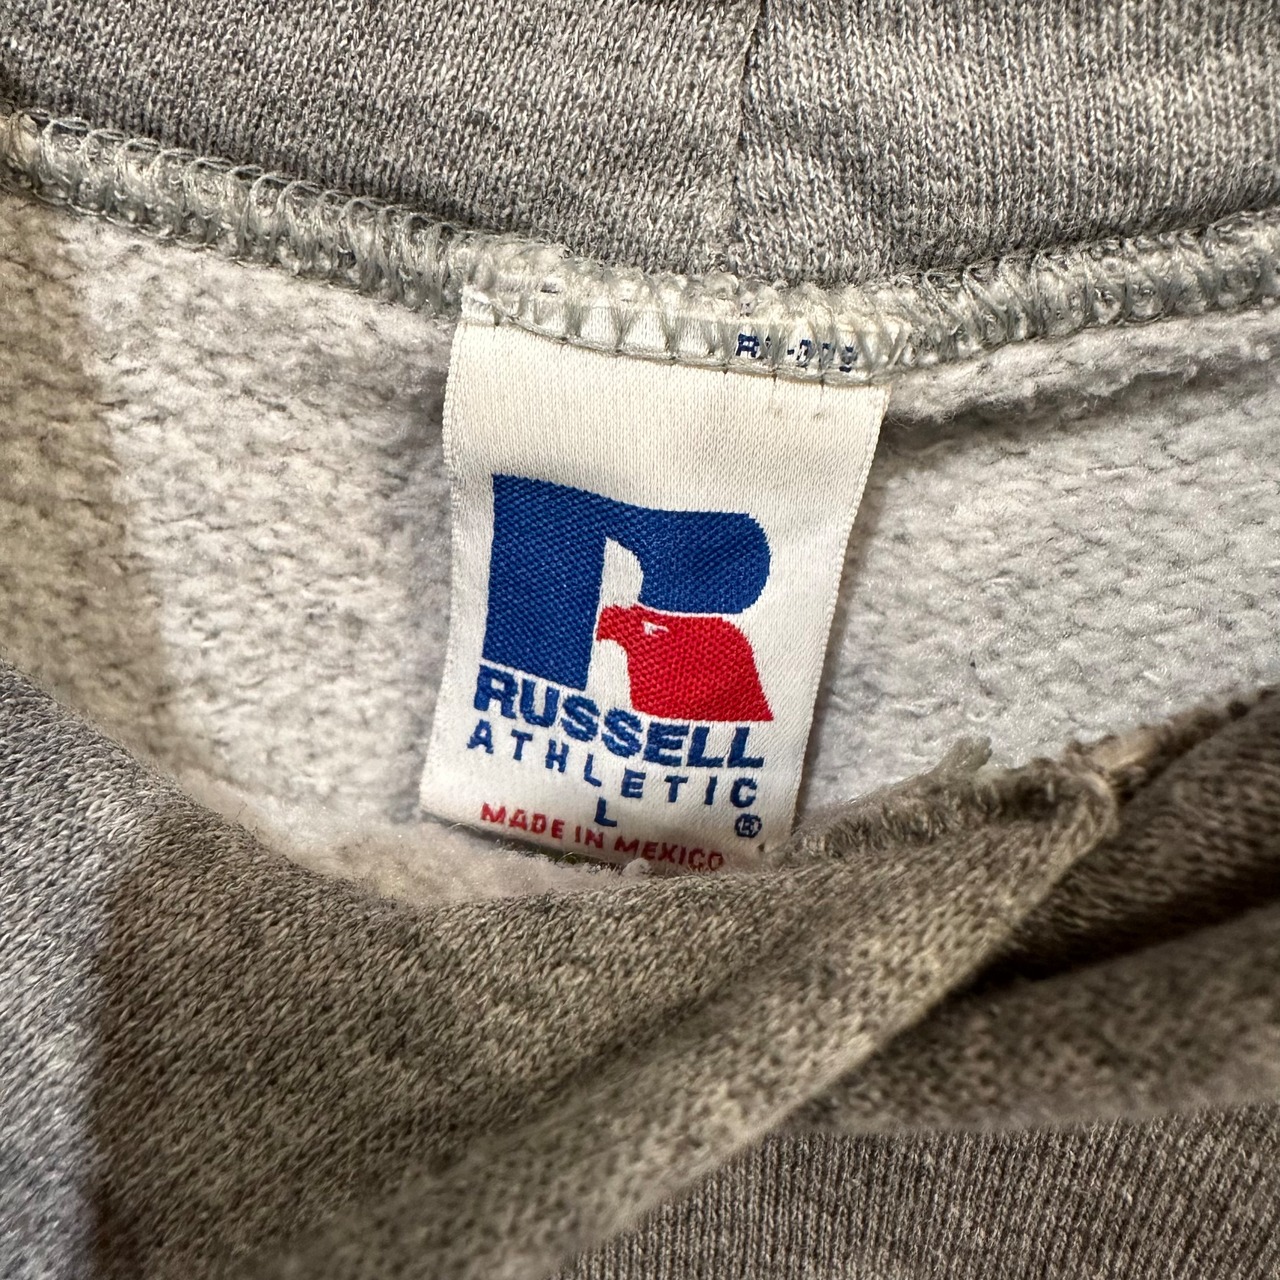 RUSSELL
ATHLETIC
L
®
MADE IN MEXICO